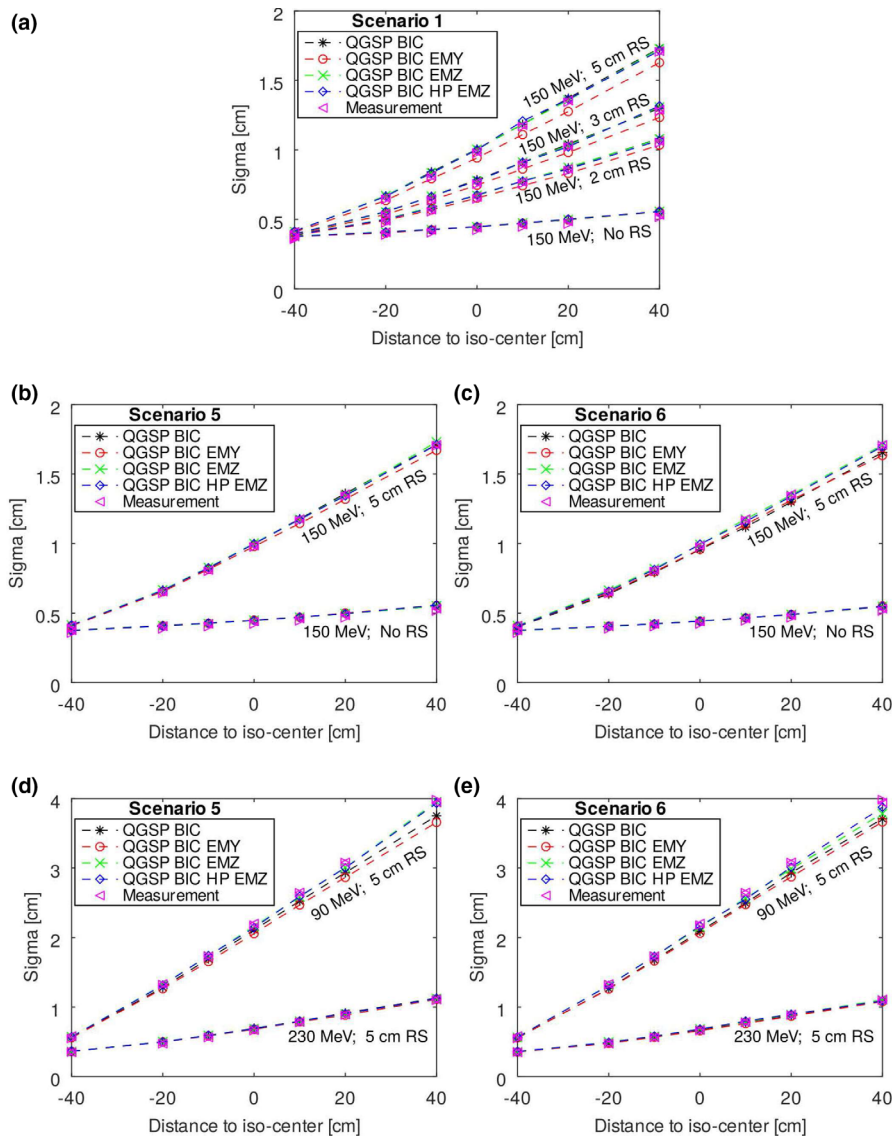 (a)
Scenario 1
QGSP BIC
QGSP BIC EMY
QGSP BIC EMZ
QGSP BIC HP EMZ
Measurement
150 MeV; 5 cm RS
150 MeV; 3 cm RS
150 MeV; 2 cm RS
150 MeV; No RS
Sigma [cm]
2
1.5
1
0.5
0
-40
-20
0
20
40
Distance to iso-center [cm]
(b)
Scenario 5
QGSP BIC
QGSP BIC EMY
QGSP BIC EMZ
QGSP BIC HP EMZ
Measurement
150 MeV; 5 cm RS
150 MeV; No RS
Sigma [cm]
2
1.5
1
0.5
0
-40
-20
0
20
40
Distance to iso-center [cm]
(c)
Scenario 6
QGSP BIC
QGSP BIC EMY
QGSP BIC EMZ
QGSP BIC HP EMZ
Measurement
150 MeV; 5 cm RS
150 MeV; No RS
Sigma [cm]
2
1.5
1
0.5
0
-40
-20
0
20
40
Distance to iso-center [cm]
(d)
Scenario 5
QGSP BIC
QGSP BIC EMY
QGSP BIC EMZ
QGSP BIC HP EMZ
Measurement
90 MeV; 5 cm RS
230 MeV; 5 cm RS
Sigma [cm]
4
3
2
1
0
-40
-20
0
20
40
Distance to iso-center [cm]
(e)
Scenario 6
QGSP BIC
QGSP BIC EMY
QGSP BIC EMZ
QGSP BIC HP EMZ
Measurement
90 MeV; 5 cm RS
230 MeV; 5 cm RS
Sigma [cm]
4
3
2
1
0
-40
-20
0
20
40
Distance to iso-center [cm]